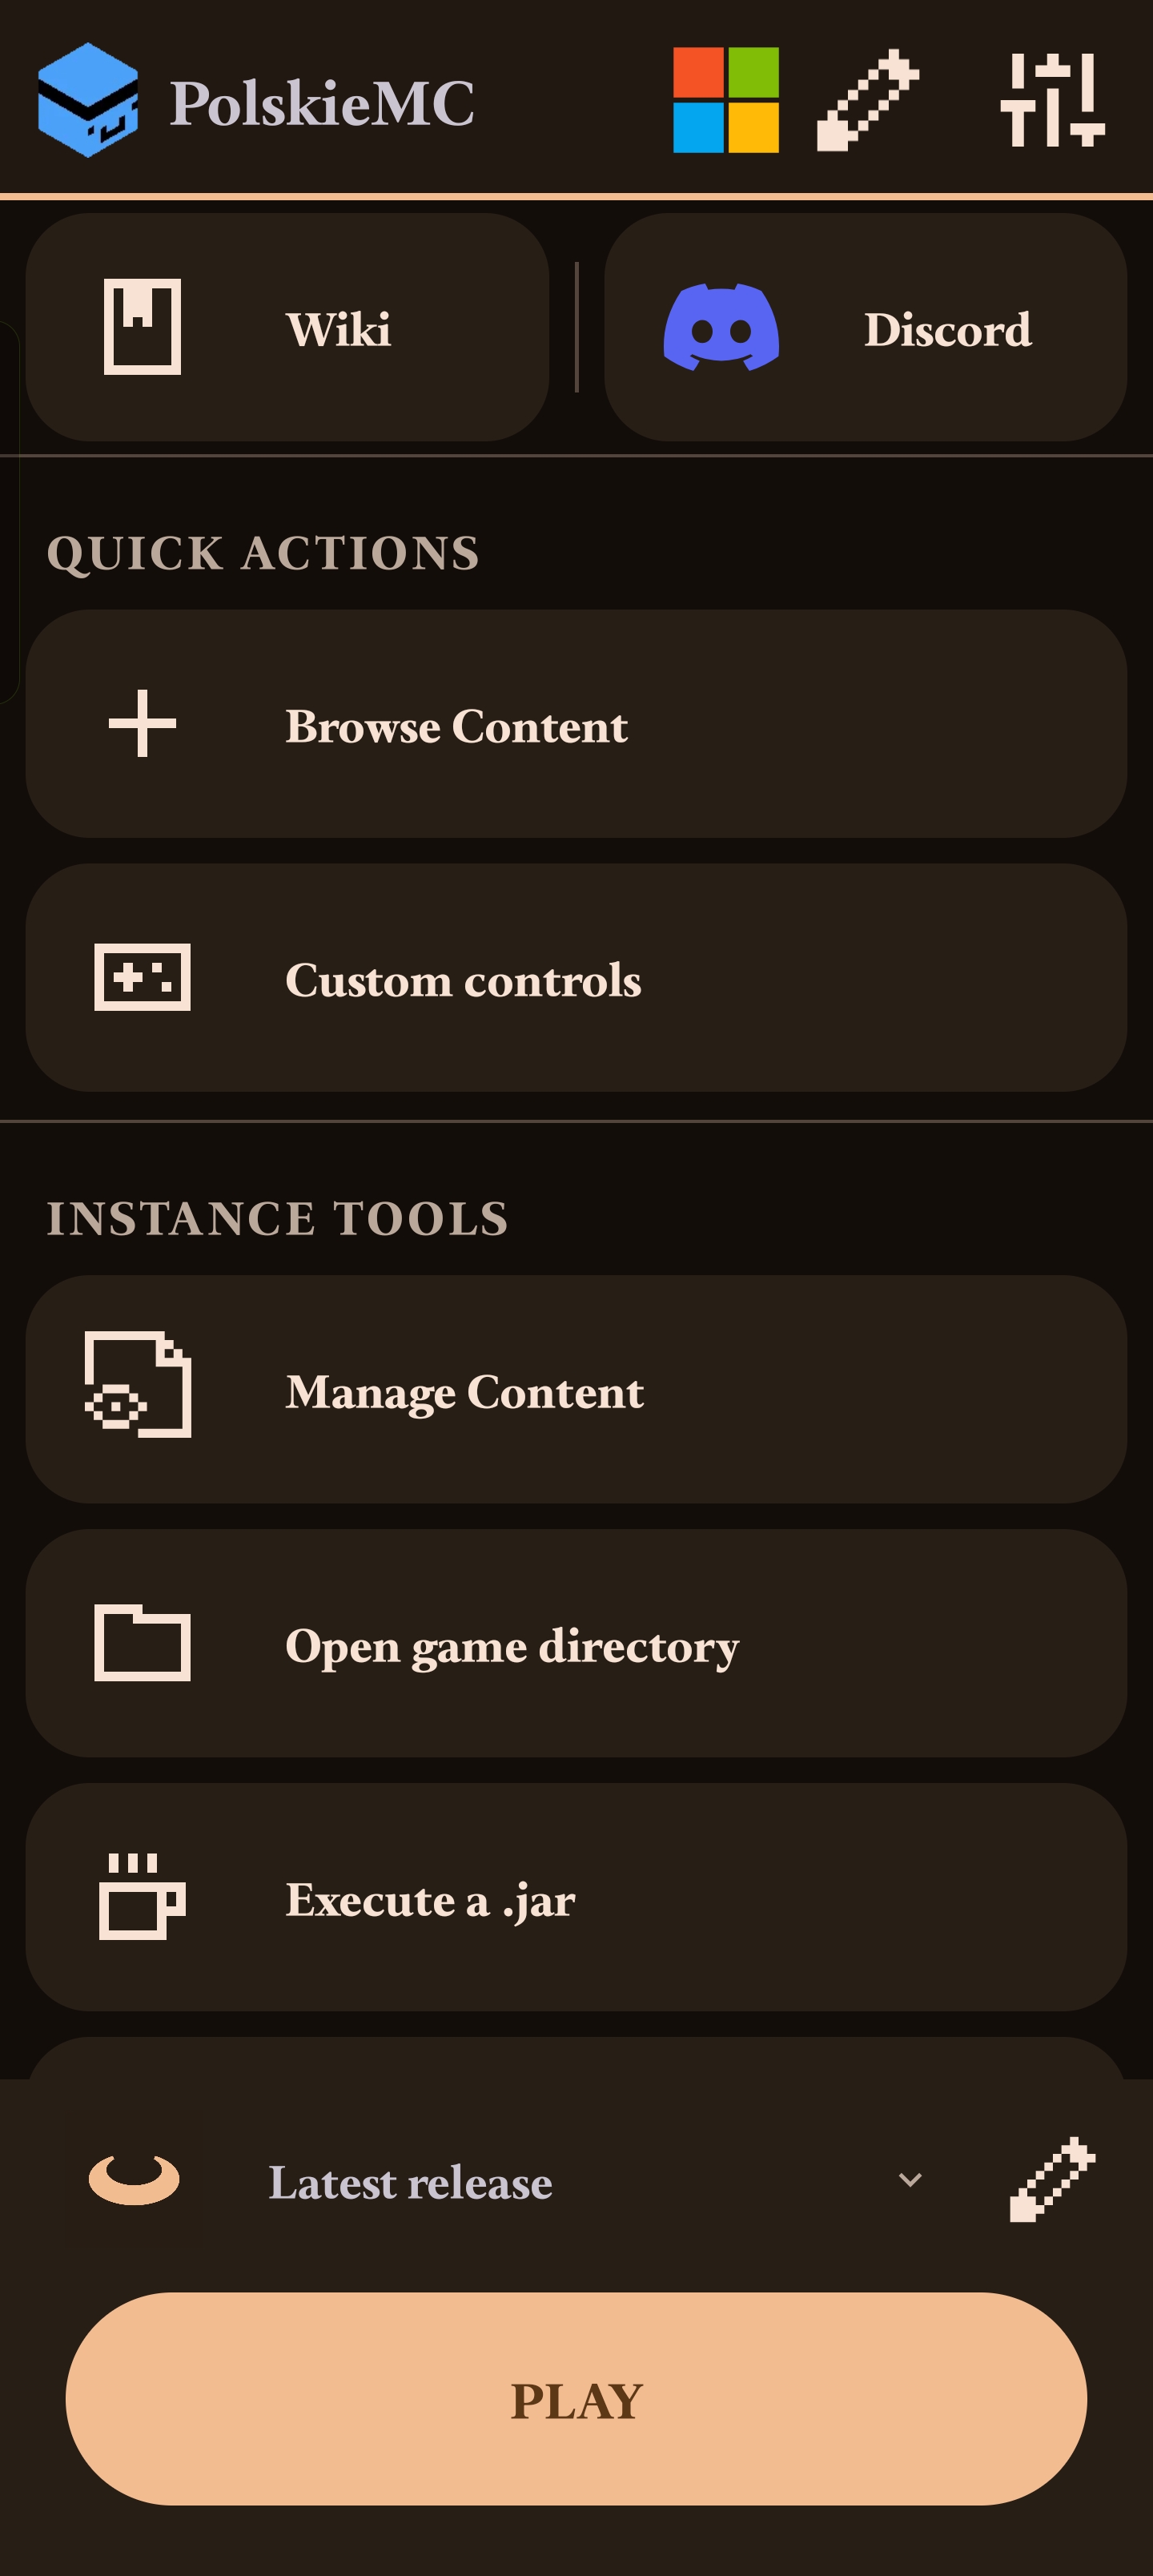 PolskieMC
Wiki
Discord
QUICK ACTIONS
Browse Content
Custom controls
INSTANCE TOOLS
Manage Content
Open game directory
Execute a .jar
Latest release
PLAY